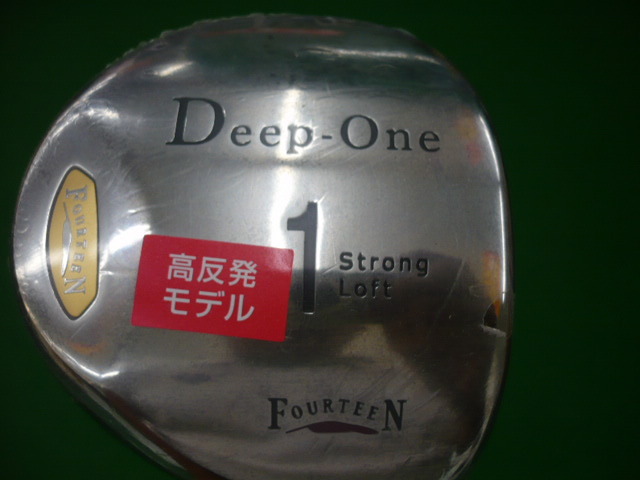 Deep-One
FOURTEEN
1
Strong
Loft
高反発
モデル
FOURTEEN